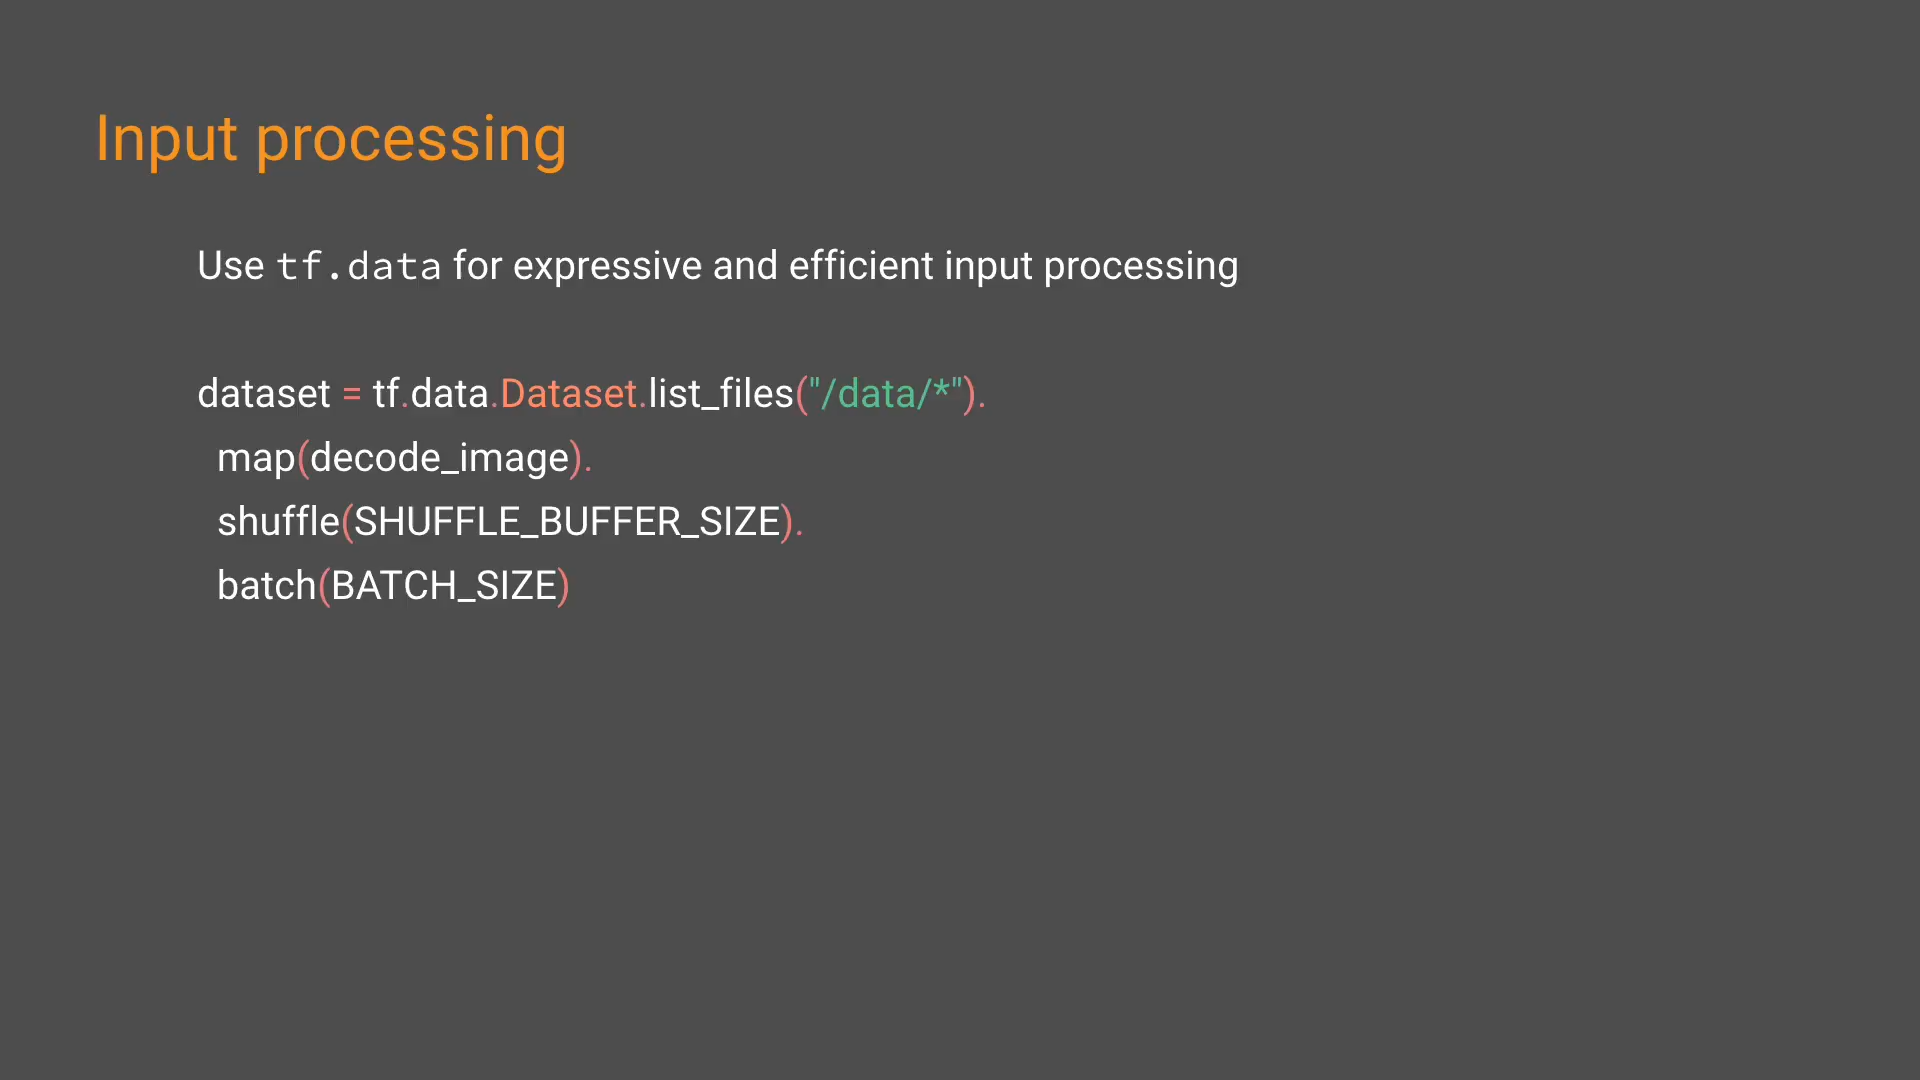 Input processing
Use tf.data for expressive and efficient input processing
dataset = tf.data.Dataset.list_files("/data/*").
map(decode_image).
shuffle(SHUFFLE_BUFFER_SIZE).
batch(BATCH_SIZE)